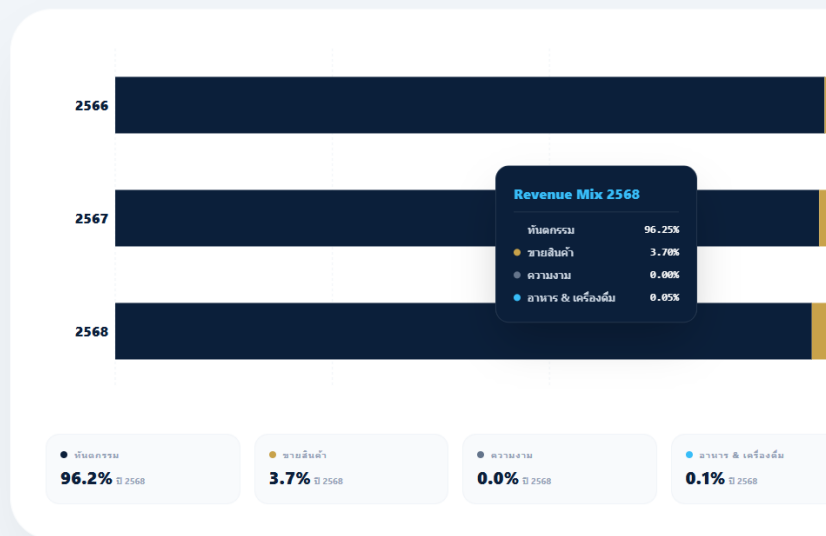 2566
2567
2568
Revenue Mix 2568
ทันตกรรม 96.25%
ขายสินค้า 3.70%
ความงาม 0.00%
อาหาร & เครื่องดื่ม 0.05%
ทันตกรรม
96.2% ปี 2568
ขายสินค้า
3.7% ปี 2568
ความงาม
0.0% ปี 2568
อาหาร & เครื่องดื่ม
0.1% ปี 2568